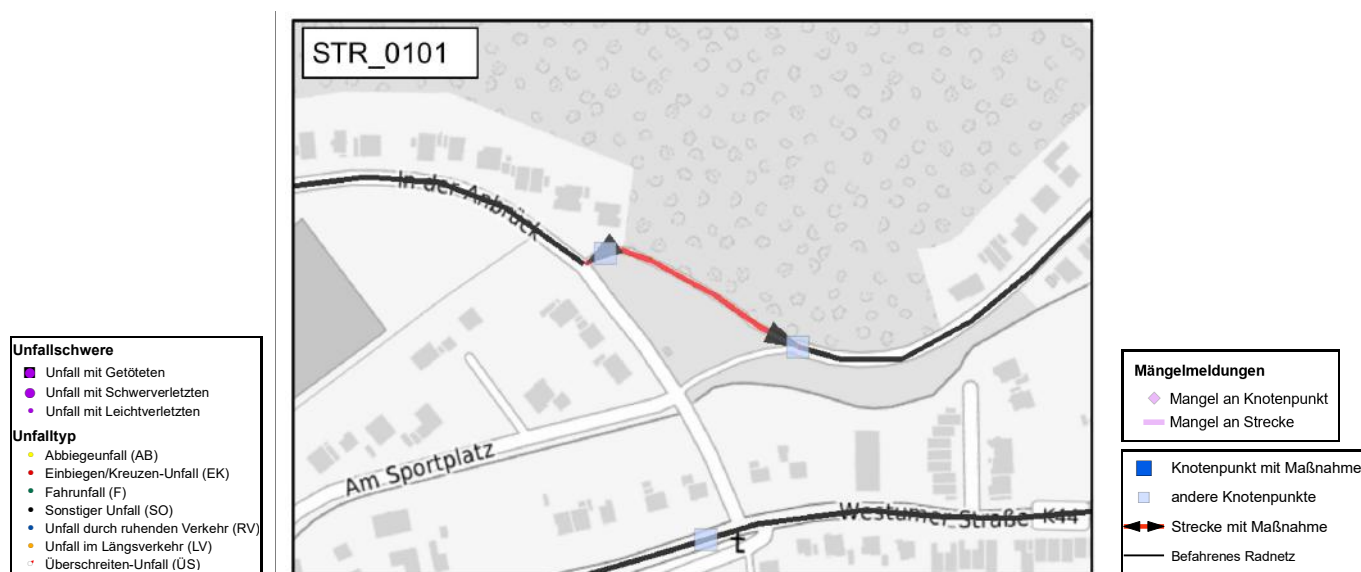 STR_0101
In der Anbrück
Am Sportplatz
Westumer Straße K44
t
Unfallschwere
Unfall mit Getöteten
Unfall mit Schwerverletzten
Unfall mit Leichtverletzten
Unfalltyp
Abbiegeunfall (AB)
Einbiegen/Kreuzen-Unfall (EK)
Fahrunfall (F)
Sonstiger Unfall (SO)
Unfall durch ruhenden Verkehr (RV)
Unfall im Längsverkehr (LV)
Überschreiten-Unfall (ÜS)
Mängelmeldungen
Mangel an Knotenpunkt
Mangel an Strecke
Knotenpunkt mit Maßnahme
andere Knotenpunkte
Strecke mit Maßnahme
Befahrenes Radnetz